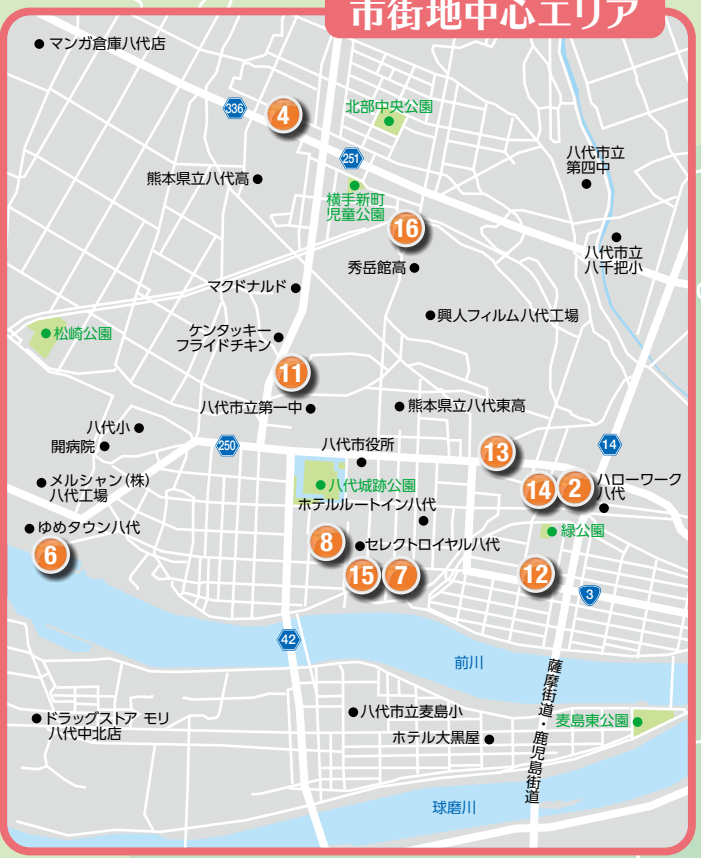 市街地中心エリア
マンガ倉庫八代店
336
4
北部中央公園
251
熊本県立八代高
横手新町
児童公園
八代市立
第四中
16
八代市立
八千把小
秀岳館高
マクドナルド
興人フィルム八代工場
松崎公園
ケンタッキー
フライドチキン
11
八代市立第一中
熊本県立八代東高
八代小
開病院
250
八代市役所
13
14
メルシャン(株)
八代工場
八代城跡公園
14
2
ハローワーク
八代
ホテルルートイン八代
ゆめタウン八代
6
8
セレクトロイヤル八代
緑公園
15
7
12
3
42
前川
薩摩街道・鹿児島街道
ドラッグストア モリ
八代中北店
八代市立麦島小
麦島東公園
ホテル大黒屋
球磨川